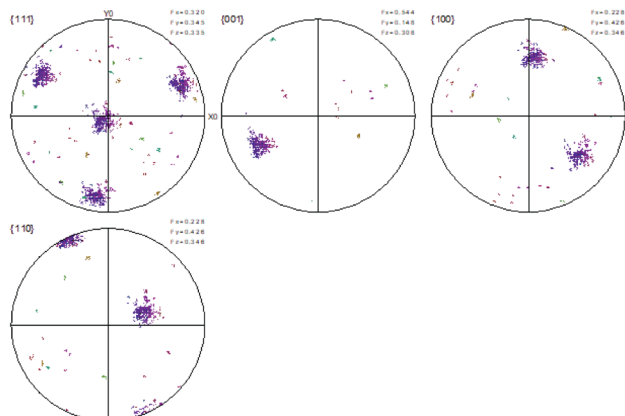 {111}
Y0
Fx=0.320
Fy=0.345
Fz=0.335
X0
{001}
Fx=0.544
Fy=0.148
Fz=0.308
{100}
Fx=0.228
Fy=0.426
Fz=0.346
{110}
Fx=0.228
Fy=0.426
Fz=0.346